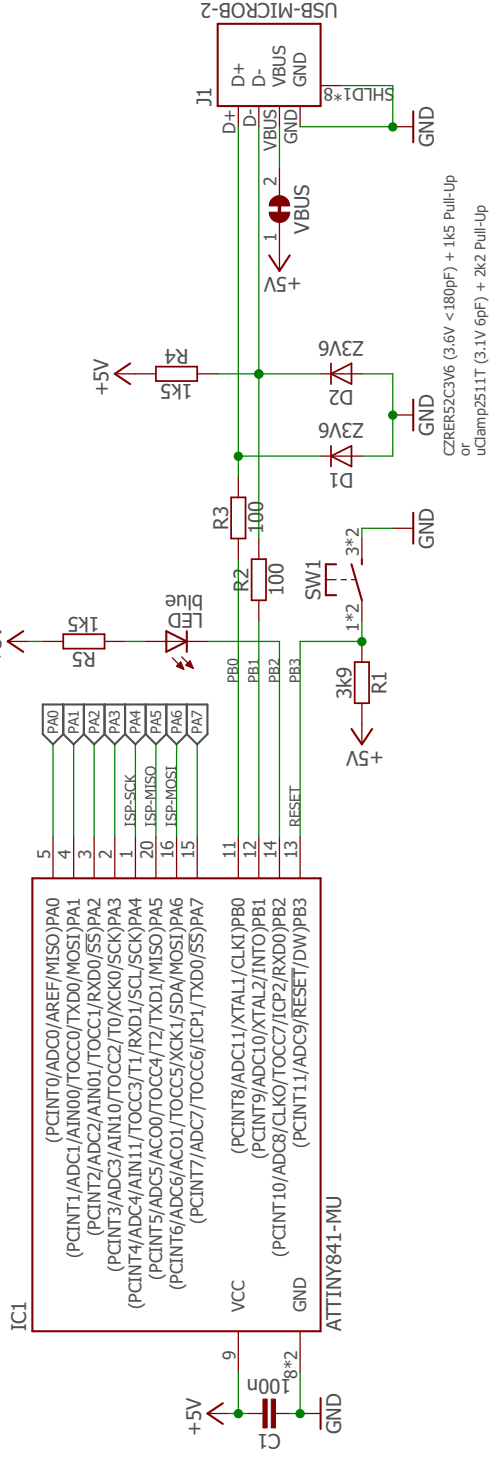 IC1
ATTINY841-MU
VCC
9
GND
8*2
+5V
C1
100n
GND
(PCINT0/ADC0/AREF/MISO)PA0
(PCINT1/ADC1/AIN00/TOCC0/TXD0/MOSI)PA1
(PCINT2/ADC2/AIN01/TOCC1/RXD0/SS)PA2
(PCINT3/ADC3/AIN10/TOCC2/T0/XCK0/SCK)PA3
(PCINT4/ADC4/AIN11/TOCC3/T1/RXD1/SCL/SCK)PA4
(PCINT5/ADC5/ACO0/TOCC4/T2/TXD1/MISO)PA5
(PCINT6/ADC6/ACO1/TOCC5/XCK1/SDA/MOSI)PA6
(PCINT7/ADC7/TOCC6/ICP1/TXD0/SS)PA7
(PCINT8/ADC11/XTAL1/CLKI)PB0
(PCINT9/ADC10/XTAL2/INTO)PB1
(PCINT10/ADC8/CLKO/TOCC7/ICP2/RXD0)PB2
(PCINT11/ADC9/RESET/DW)PB3
5
4
3
2
1
20
16
15
11
12
14
13
ISP-SCK
ISP-MISO
ISP-MOSI
RESET
PA0
PA1
PA2
PA3
PA4
PA5
PA6
PA7
PB0
PB1
PB2
PB3
R5
1K5
LED
blue
+5V
3K9
R1
SW1
1*2
3*2
GND
R3
100
R2
100
+5V
R4
1K5
D1
Z3V6
D2
Z3V6
GND
CZRER52C3V6 (3.6V <180pF) + 1k5 Pull-Up
or
uClamp2511T (3.1V 6pF) + 2k2 Pull-Up
+5V
1
2
VBUS
J1
USB-MICROB-2
D+
D-
VBUS
GND
D+
D-
VBUS
GND
SHLD1*8
GND